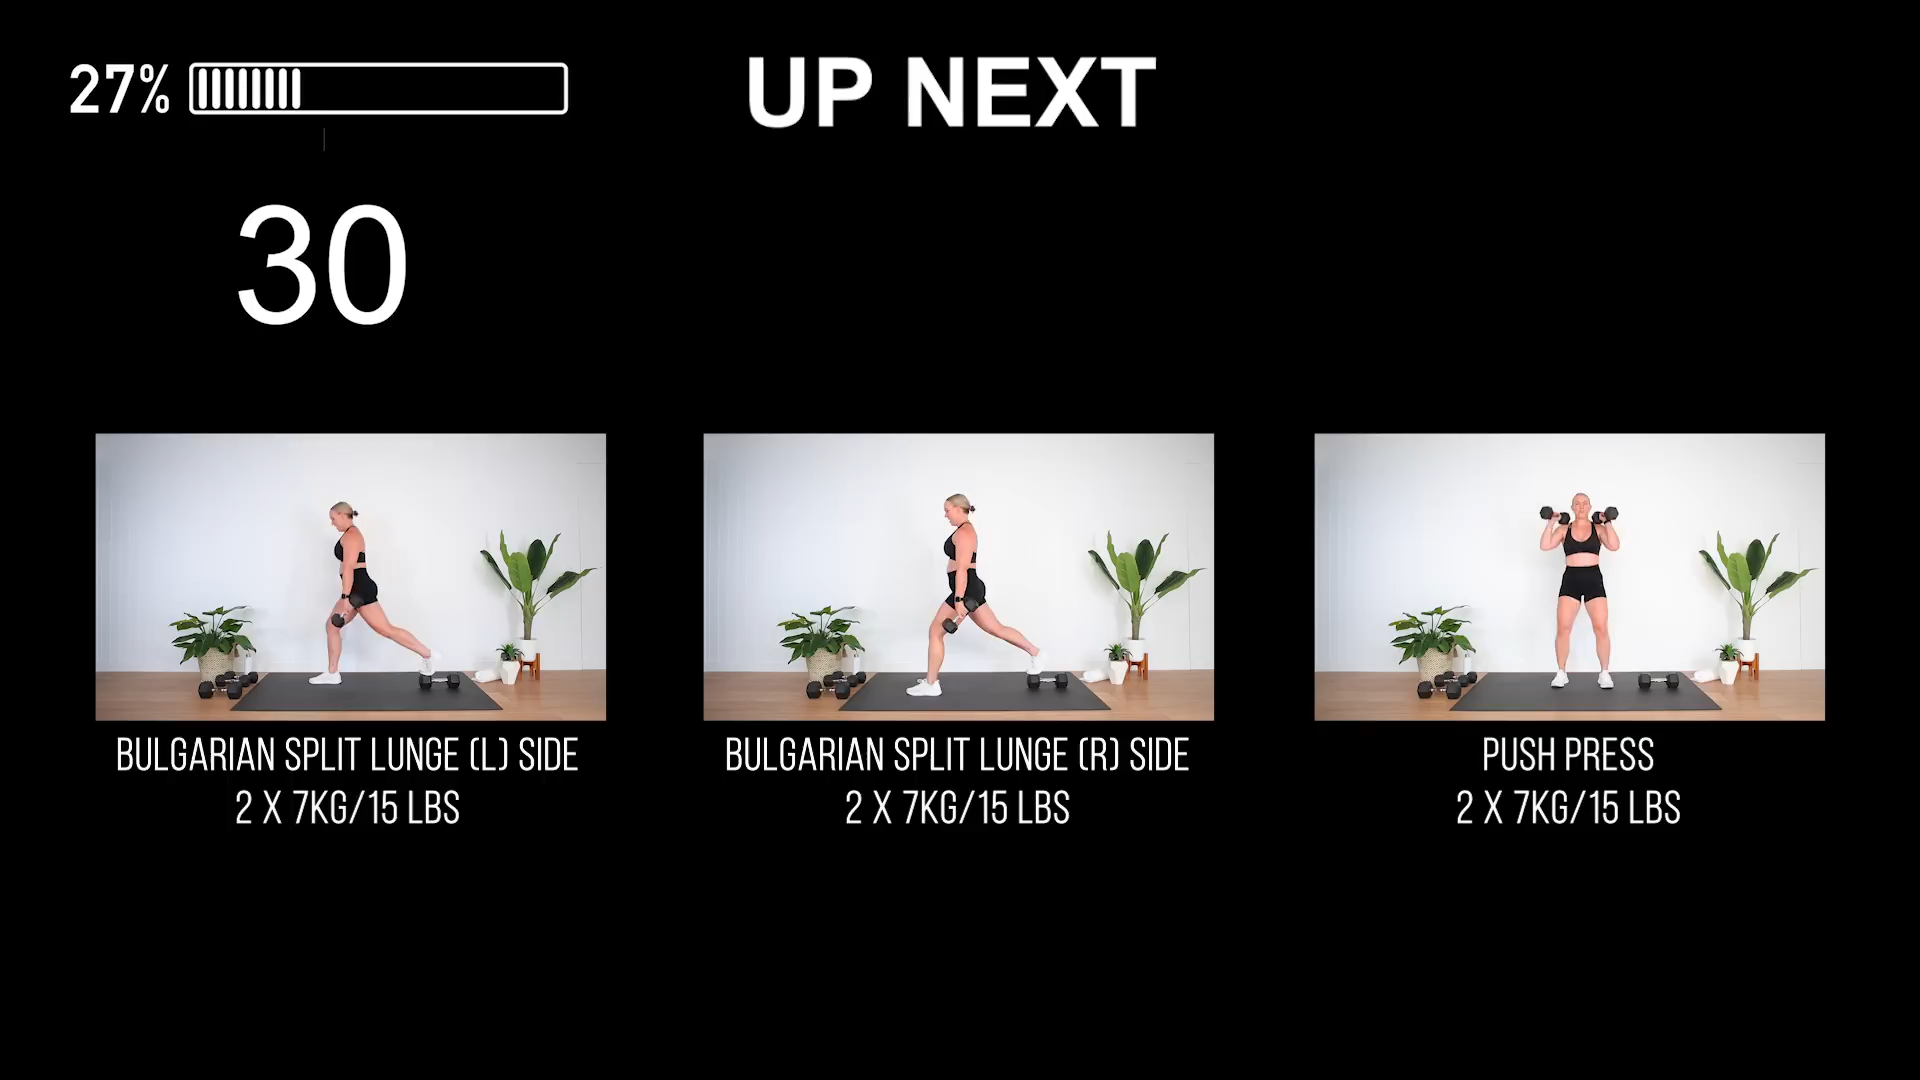 27%
UP NEXT
30
BULGARIAN SPLIT LUNGE (L) SIDE
2 X 7KG/15 LBS
BULGARIAN SPLIT LUNGE (R) SIDE
2 X 7KG/15 LBS
PUSH PRESS
2 X 7KG/15 LBS